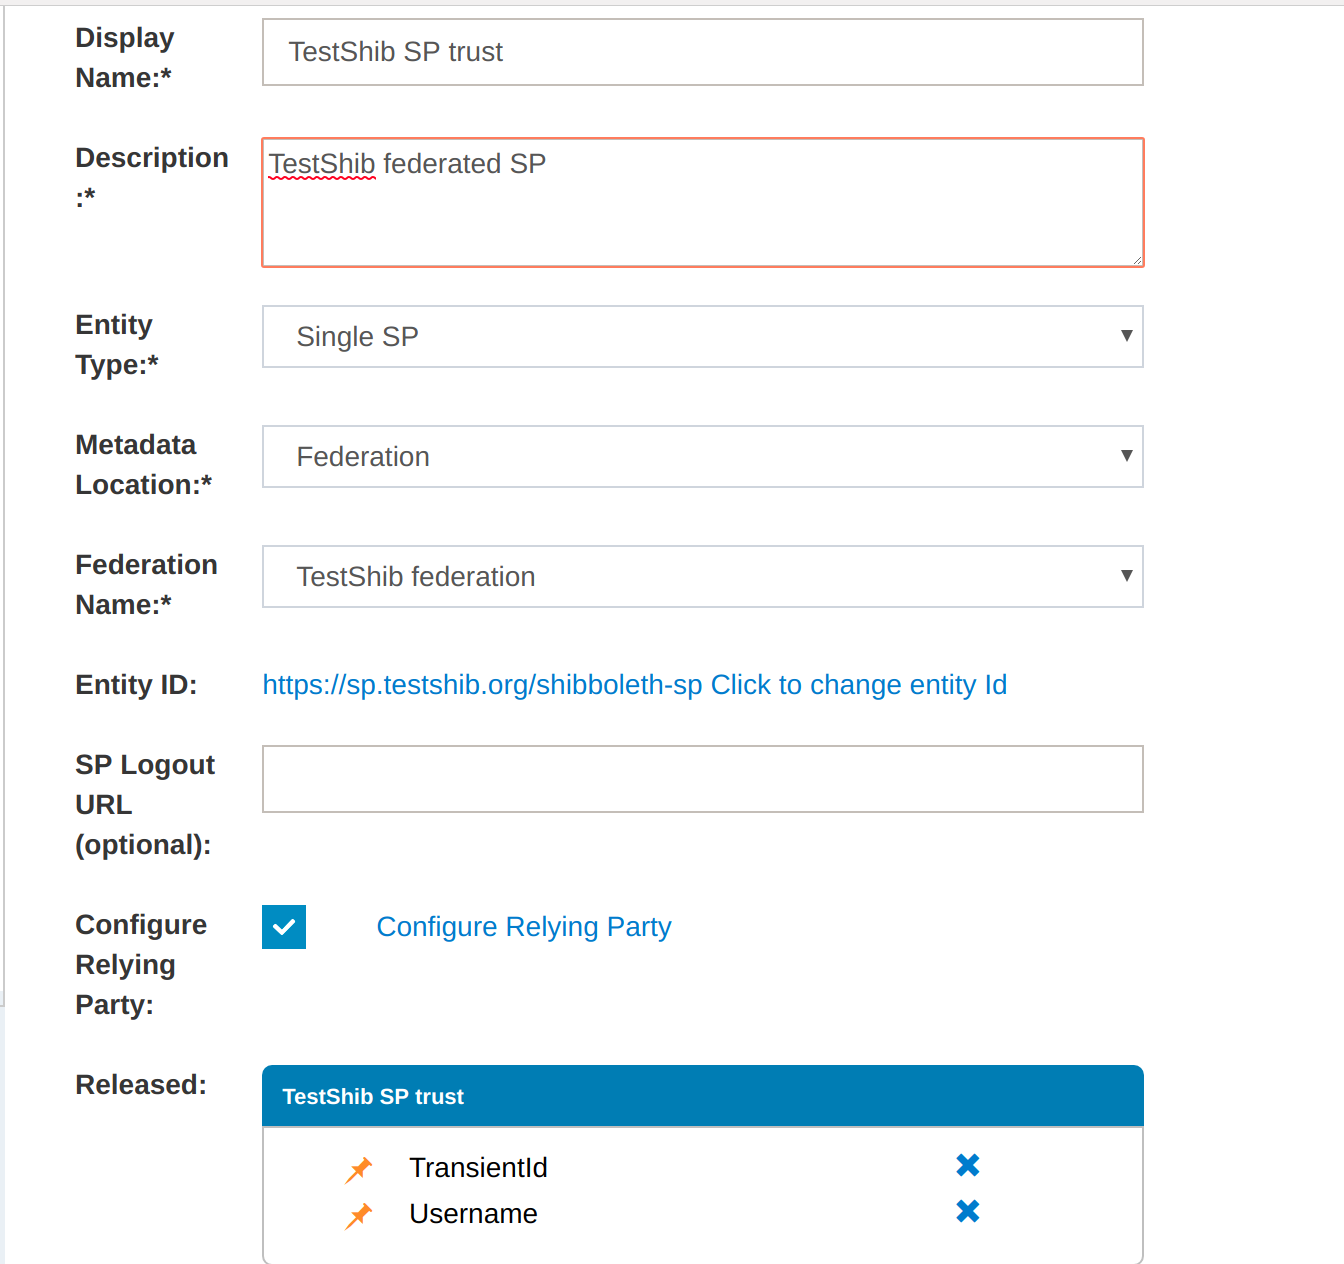 Display
Name:*
TestShib SP trust
Description
:*
TestShib federated SP
Entity
Type:*
Single SP
Metadata
Location:*
Federation
Federation
Name:*
TestShib federation
Entity ID:
https://sp.testshib.org/shibboleth-sp Click to change entity Id
SP Logout
URL
(optional):
Configure
Relying
Party:
Configure Relying Party
Released:
TestShib SP trust
TransientId
Username